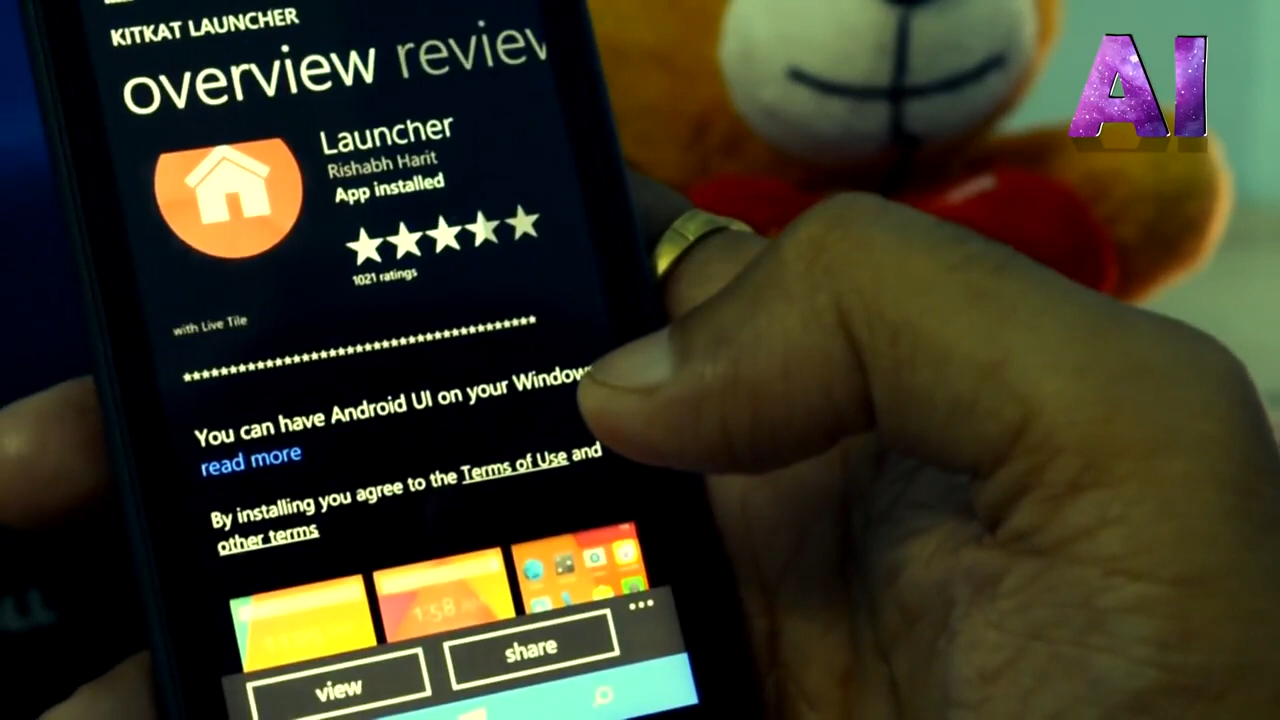 KITKAT LAUNCHER
overview review
Launcher
Rishabh Harit
App installed
1021 ratings
with Live Tile
************************************
You can have Android UI on your Window
read more
By installing you agree to the Terms of Use and
other terms
1:58
view
share
AI